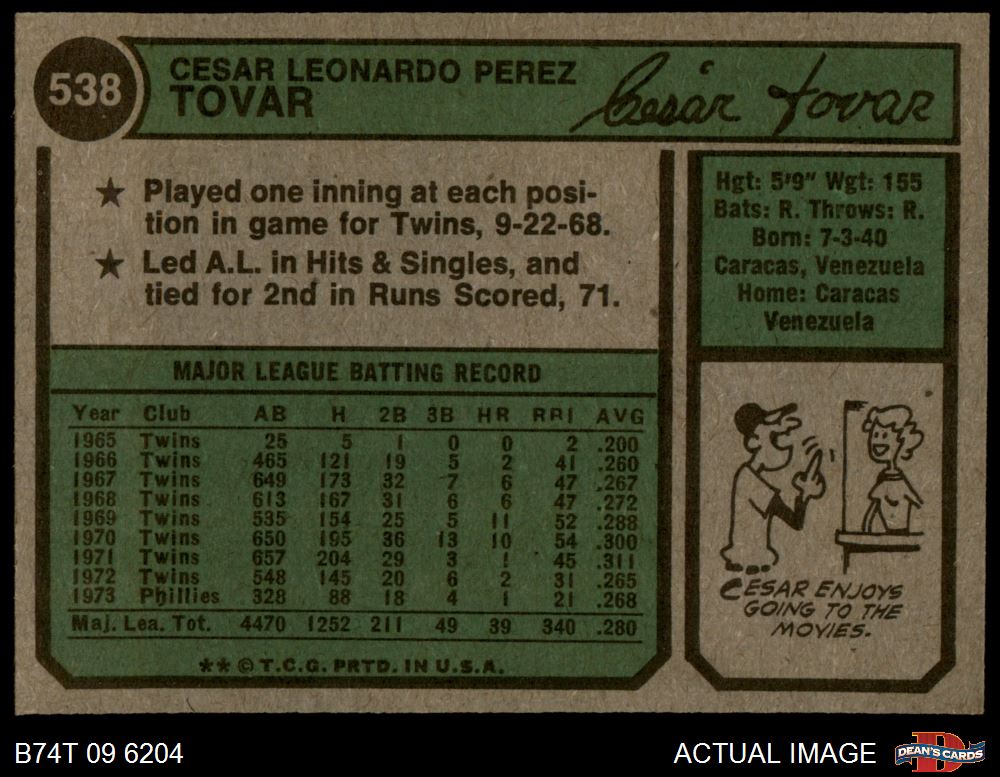 538
CESAR LEONARDO PEREZ
TOVAR
Cesár Tovar
★ Played one inning at each posi-
tion in game for Twins, 9-22-68.
★ Led A.L. in Hits & Singles, and
tied for 2nd in Runs Scored, 71.
Hgt: 5'9" Wgt: 155
Bats: R. Throws: R.
Born: 7-3-40
Caracas, Venezuela
Home: Caracas
Venezuela
MAJOR LEAGUE BATTING RECORD
Year Club AB H 2B 3B HR RBI AVG
1965 Twins 25 5 1 0 0 2 .200
1966 Twins 465 121 19 5 2 41 .260
1967 Twins 649 173 32 7 6 47 .267
1968 Twins 613 167 31 6 6 47 .272
1969 Twins 535 154 25 5 11 52 .288
1970 Twins 650 195 36 13 10 54 .300
1971 Twins 657 204 29 3 1 45 .311
1972 Twins 548 145 20 6 2 31 .265
1973 Phillies 328 88 18 4 1 21 .268
Maj. Lea. Tot. 4470 1252 211 49 39 340 .280
** © T.C.G. PRTD. IN U.S.A.
CESAR ENJOYS
GOING TO THE
MOVIES.
B74T 09 6204
ACTUAL IMAGE
D
DEAN'S CARDS